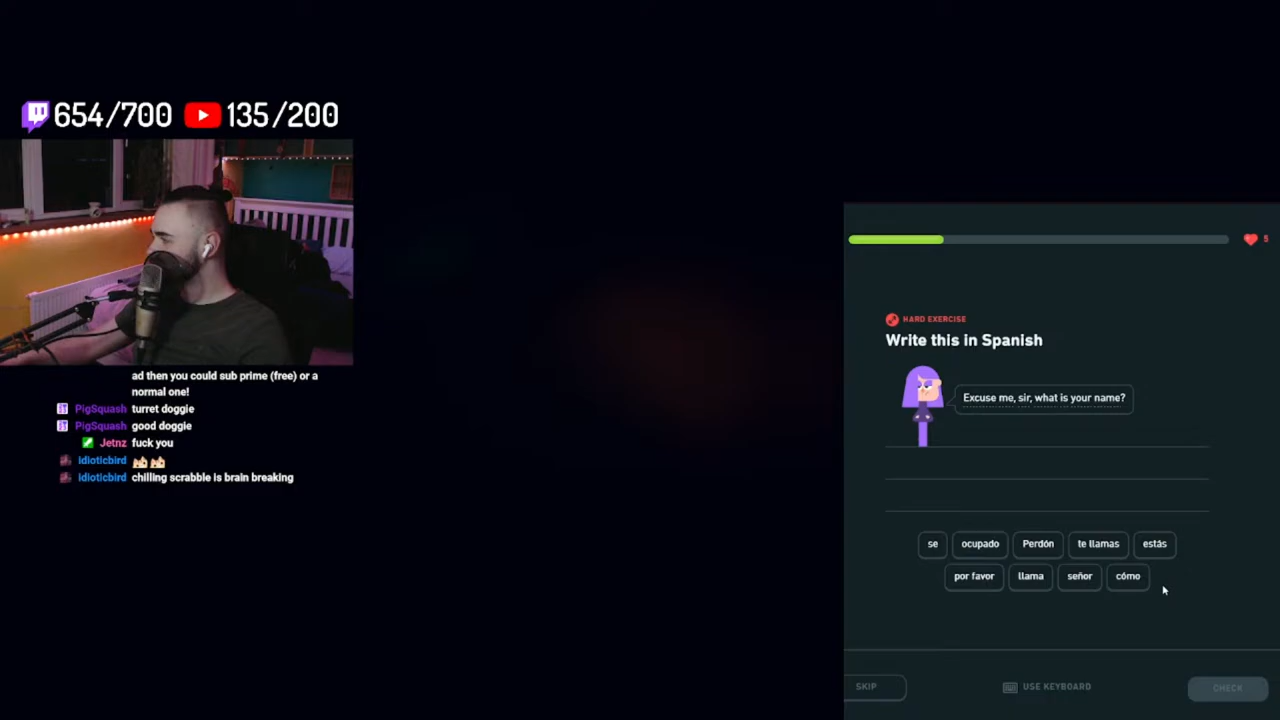 654/700 135/200
ad then you could sub prime (free) or a
normal one!
PigSquash turret doggie
PigSquash good doggie
Jetnz fuck you
Idioticbird
Idioticbird chilling scrabble is brain breaking
5
HARD EXERCISE
Write this in Spanish
Excuse me, sir, what is your name?
se ocupado Perdón te llamas estás
por favor llama señor cómo
SKIP USE KEYBOARD CHECK